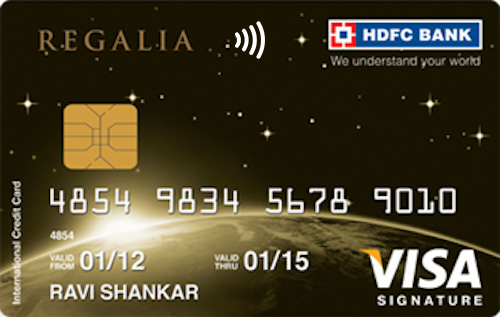 REGALIA
HDFC BANK
We understand your world
International Credit Card
4854 9834 5678 9010
4854
VALID FROM 01/12 VALID THRU 01/15
RAVI SHANKAR
VISA
SIGNATURE